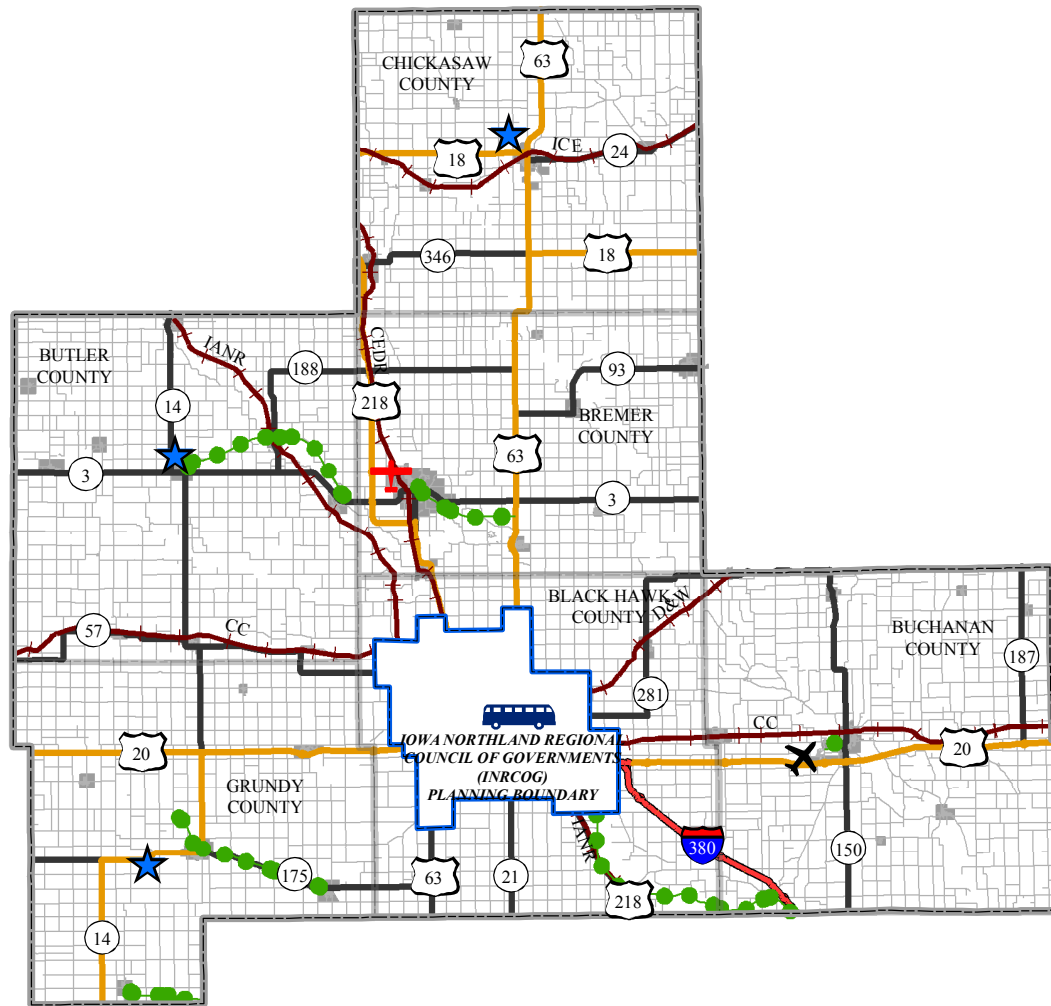 CHICKASAW
COUNTY
63
ICE
24
18
346
18
BUTLER
COUNTY
IANR
CEDR
188
93
14
218
BREMER
COUNTY
63
3
3
BLACK HAWK
COUNTY
D&W
57
CC
BUCHANAN
COUNTY
187
281
CC
20
20
IOWA NORTHLAND REGIONAL
COUNCIL OF GOVERNMENTS
(INRCOG)
PLANNING BOUNDARY
GRUNDY
COUNTY
IANR
380
150
175
63
21
218
14